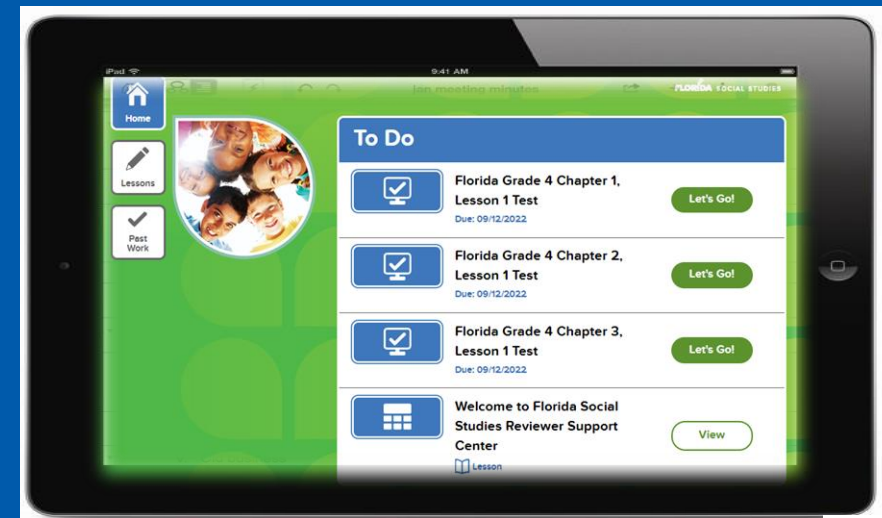 iPad
9:41 AM
Jan meeting minutes
FLORIDA SOCIAL STUDIES
Home
Lessons
Past
Work
To Do
Florida Grade 4 Chapter 1,
Lesson 1 Test
Due: 09/12/2022
Let's Go!
Florida Grade 4 Chapter 2,
Lesson 1 Test
Due: 09/12/2022
Let's Go!
Florida Grade 4 Chapter 3,
Lesson 1 Test
Due: 09/12/2022
Let's Go!
Welcome to Florida Social
Studies Reviewer Support
Center
Lesson
View